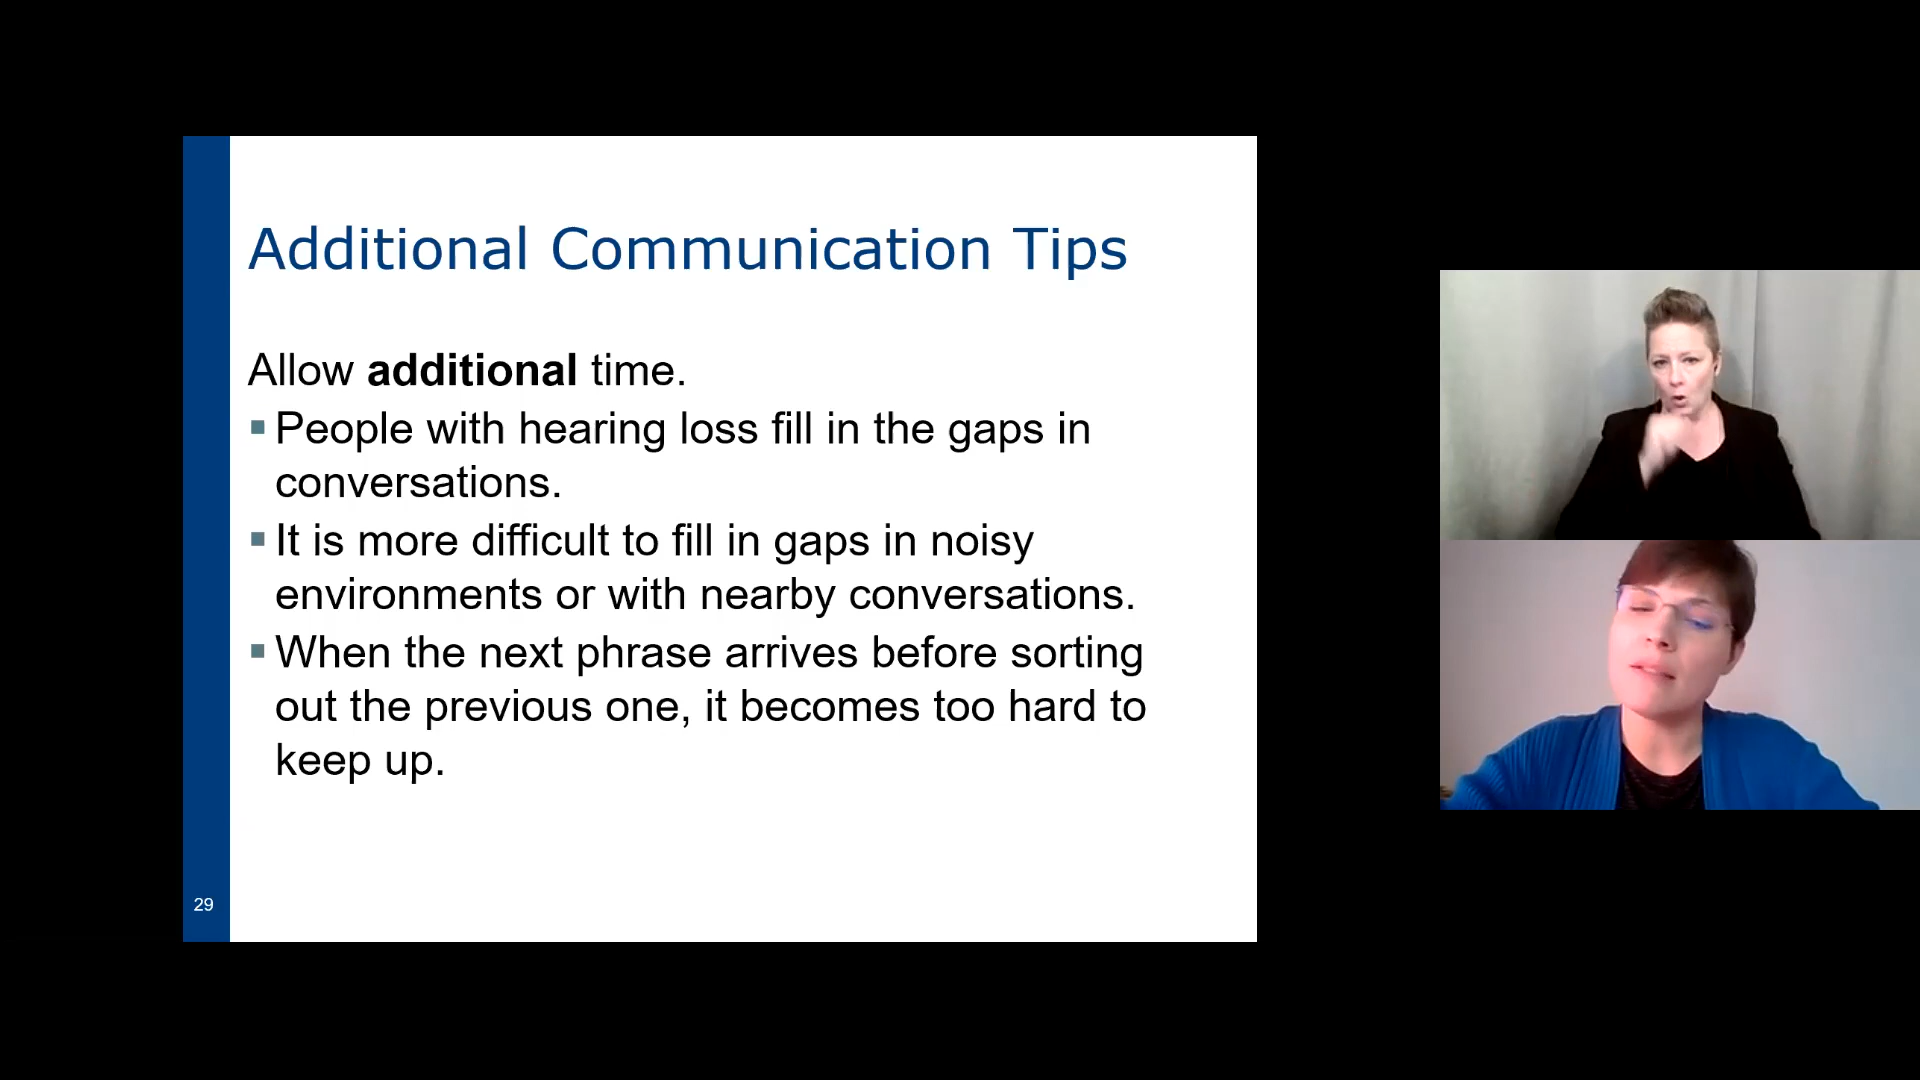 Additional Communication Tips
Allow additional time.
▪ People with hearing loss fill in the gaps in
conversations.
▪ It is more difficult to fill in gaps in noisy
environments or with nearby conversations.
▪ When the next phrase arrives before sorting
out the previous one, it becomes too hard to
keep up.
29